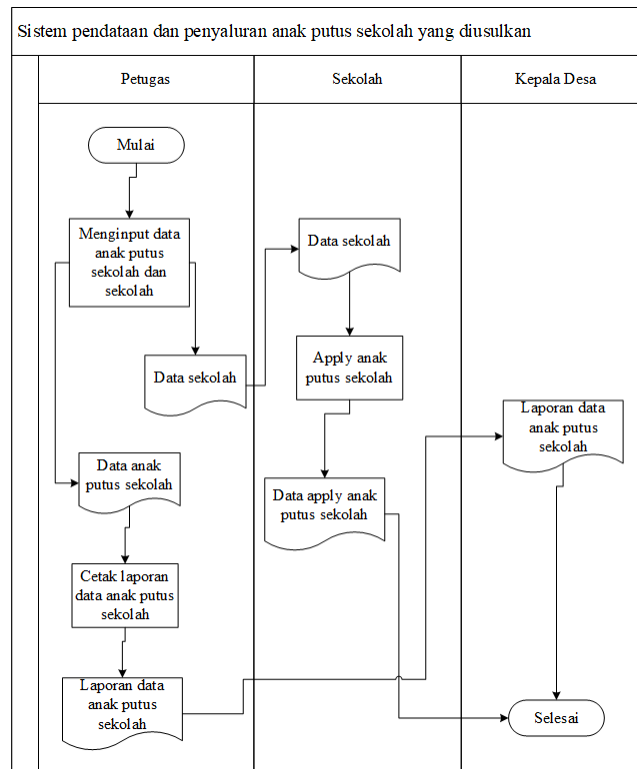 Sistem pendataan dan penyaluran anak putus sekolah yang diusulkan
Petugas
Sekolah
Kepala Desa
Mulai
Menginput data
anak putus
sekolah dan
sekolah
Data sekolah
Data anak
putus sekolah
Cetak laporan
data anak putus
sekolah
Laporan data
anak putus
sekolah
Data sekolah
Apply anak
putus sekolah
Data apply anak
putus sekolah
Laporan data
anak putus
sekolah
Selesai